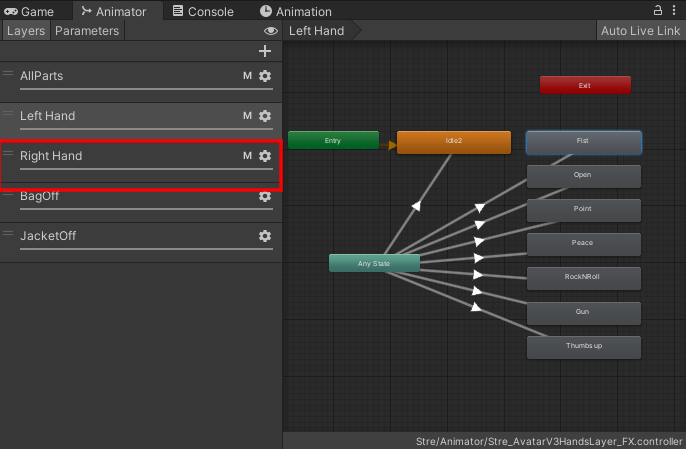 Game Animator Console Animation
Layers Parameters Left Hand Auto Live Link
+
AllParts M
Left Hand M
Right Hand M
BagOff
JacketOff
Exit
Entry Idle2 Fist
Open
Point
Peace
Any State
RockNRoll
Gun
Thumbs up
Stre/Animator/Stre_AvatarV3HandsLayer_FX.controller